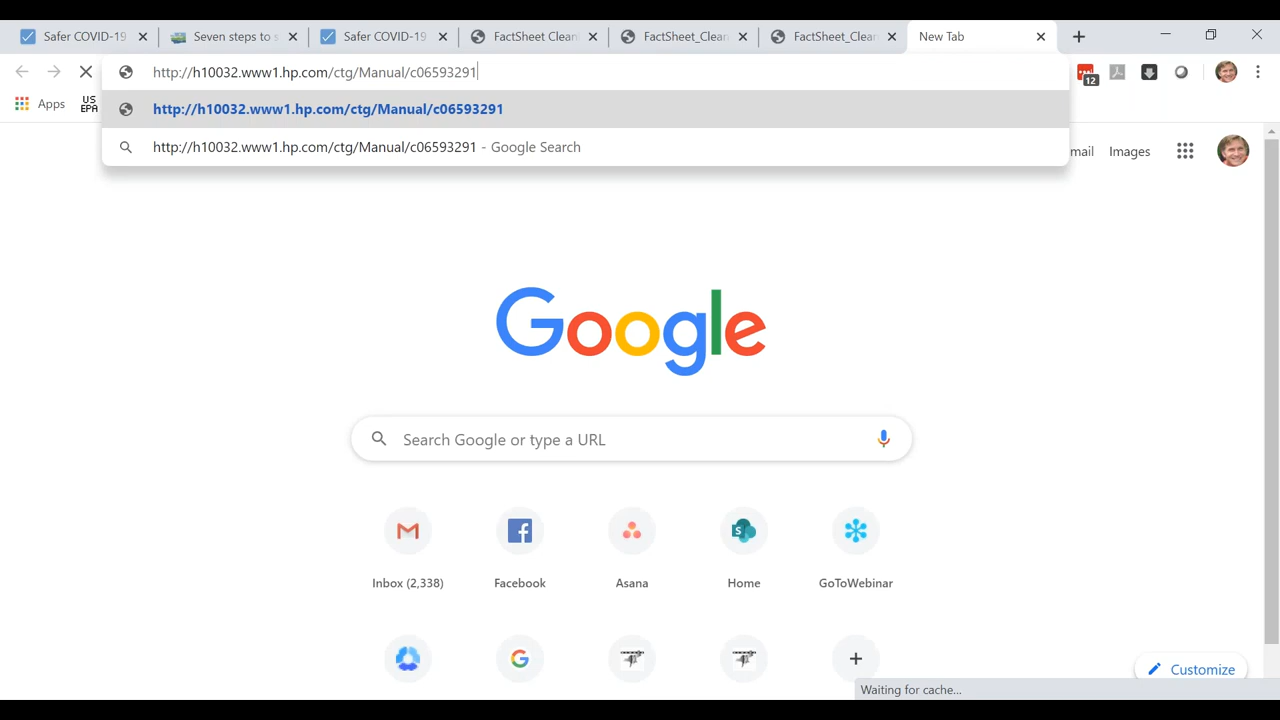 Safer COVID-19
Seven steps to s
Safer COVID-19
FactSheet Clean
FactSheet_Clean
FactSheet_Clean
New Tab
http://h10032.www1.hp.com/ctg/Manual/c06593291
12
Apps
US
EPA
http://h10032.www1.hp.com/ctg/Manual/c06593291
http://h10032.www1.hp.com/ctg/Manual/c06593291 - Google Search
mail
Images
Google
Search Google or type a URL
Inbox (2,338)
Facebook
Asana
Home
GoToWebinar
Customize
Waiting for cache...